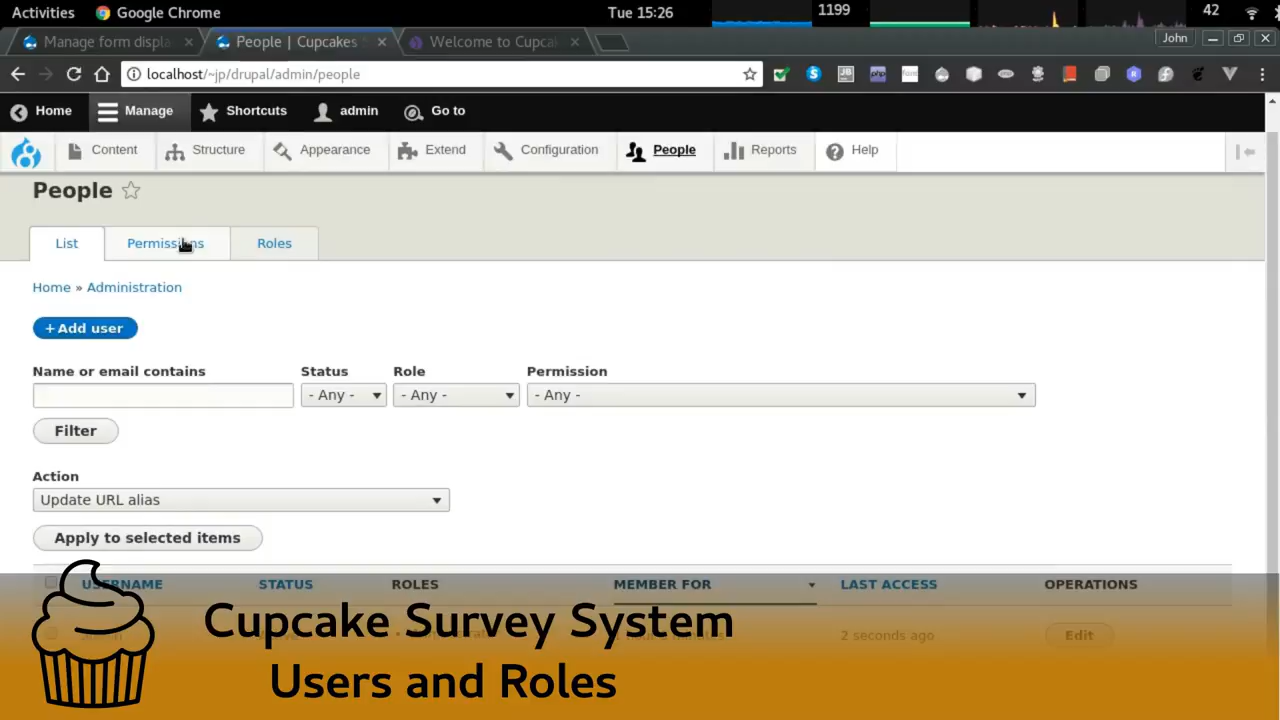 Activities Google Chrome Tue 15:26 1199 42
Manage form displa People | Cupcakes Welcome to Cupca John
localhost/~jp/drupal/admin/people
Home Manage Shortcuts admin Go to
Content Structure Appearance Extend Configuration People Reports Help
People
List Permissions Roles
Home » Administration
+ Add user
Name or email contains Status Role Permission
- Any - - Any - - Any -
Filter
Action
Update URL alias
Apply to selected items
USERNAME STATUS ROLES MEMBER FOR LAST ACCESS OPERATIONS
2 seconds ago Edit
Cupcake Survey System
Users and Roles